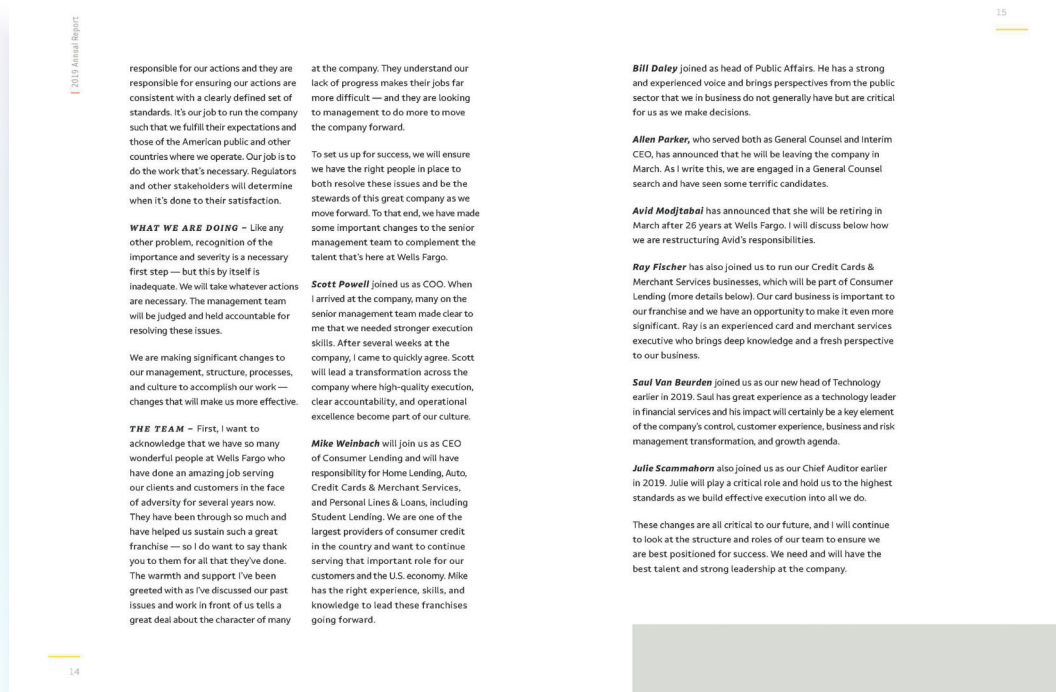 | 2019 Annual Report
responsible for our actions and they are
responsible for ensuring our actions are
consistent with a clearly defined set of
standards. It's our job to run the company
such that we fulfill their expectations and
those of the American public and other
countries where we operate. Our job is to
do the work that's necessary. Regulators
and other stakeholders will determine
when it's done to their satisfaction.
WHAT WE ARE DOING – Like any
other problem, recognition of the
importance and severity is a necessary
first step — but this by itself is
inadequate. We will take whatever actions
are necessary. The management team
will be judged and held accountable for
resolving these issues.
We are making significant changes to
our management, structure, processes,
and culture to accomplish our work —
changes that will make us more effective.
THE TEAM – First, I want to
acknowledge that we have so many
wonderful people at Wells Fargo who
have done an amazing job serving
our clients and customers in the face
of adversity for several years now.
They have been through so much and
have helped us sustain such a great
franchise — so I do want to say thank
you to them for all that they've done.
The warmth and support I've been
greeted with as I've discussed our past
issues and work in front of us tells a
great deal about the character of many
at the company. They understand our
lack of progress makes their jobs far
more difficult — and they are looking
to management to do more to move
the company forward.
To set us up for success, we will ensure
we have the right people in place to
both resolve these issues and be the
stewards of this great company as we
move forward. To that end, we have made
some important changes to the senior
management team to complement the
talent that's here at Wells Fargo.
Scott Powell joined us as COO. When
I arrived at the company, many on the
senior management team made clear to
me that we needed stronger execution
skills. After several weeks at the
company, I came to quickly agree. Scott
will lead a transformation across the
company where high-quality execution,
clear accountability, and operational
excellence become part of our culture.
Mike Weinbach will join us as CEO
of Consumer Lending and will have
responsibility for Home Lending, Auto,
Credit Cards & Merchant Services,
and Personal Lines & Loans, including
Student Lending. We are one of the
largest providers of consumer credit
in the country and want to continue
serving that important role for our
customers and the U.S. economy. Mike
has the right experience, skills, and
knowledge to lead these franchises
going forward.
14
15
Bill Daley joined as head of Public Affairs. He has a strong
and experienced voice and brings perspectives from the public
sector that we in business do not generally have but are critical
for us as we make decisions.
Allen Parker, who served both as General Counsel and Interim
CEO, has announced that he will be leaving the company in
March. As I write this, we are engaged in a General Counsel
search and have seen some terrific candidates.
Avid Modjtabai has announced that she will be retiring in
March after 26 years at Wells Fargo. I will discuss below how
we are restructuring Avid's responsibilities.
Ray Fischer has also joined us to run our Credit Cards &
Merchant Services businesses, which will be part of Consumer
Lending (more details below). Our card business is important to
our franchise and we have an opportunity to make it even more
significant. Ray is an experienced card and merchant services
executive who brings deep knowledge and a fresh perspective
to our business.
Saul Van Beurden joined us as our new head of Technology
earlier in 2019. Saul has great experience as a technology leader
in financial services and his impact will certainly be a key element
of the company's control, customer experience, business and risk
management transformation, and growth agenda.
Julie Scammahorn also joined us as our Chief Auditor earlier
in 2019. Julie will play a critical role and hold us to the highest
standards as we build effective execution into all we do.
These changes are all critical to our future, and I will continue
to look at the structure and roles of our team to ensure we
are best positioned for success. We need and will have the
best talent and strong leadership at the company.